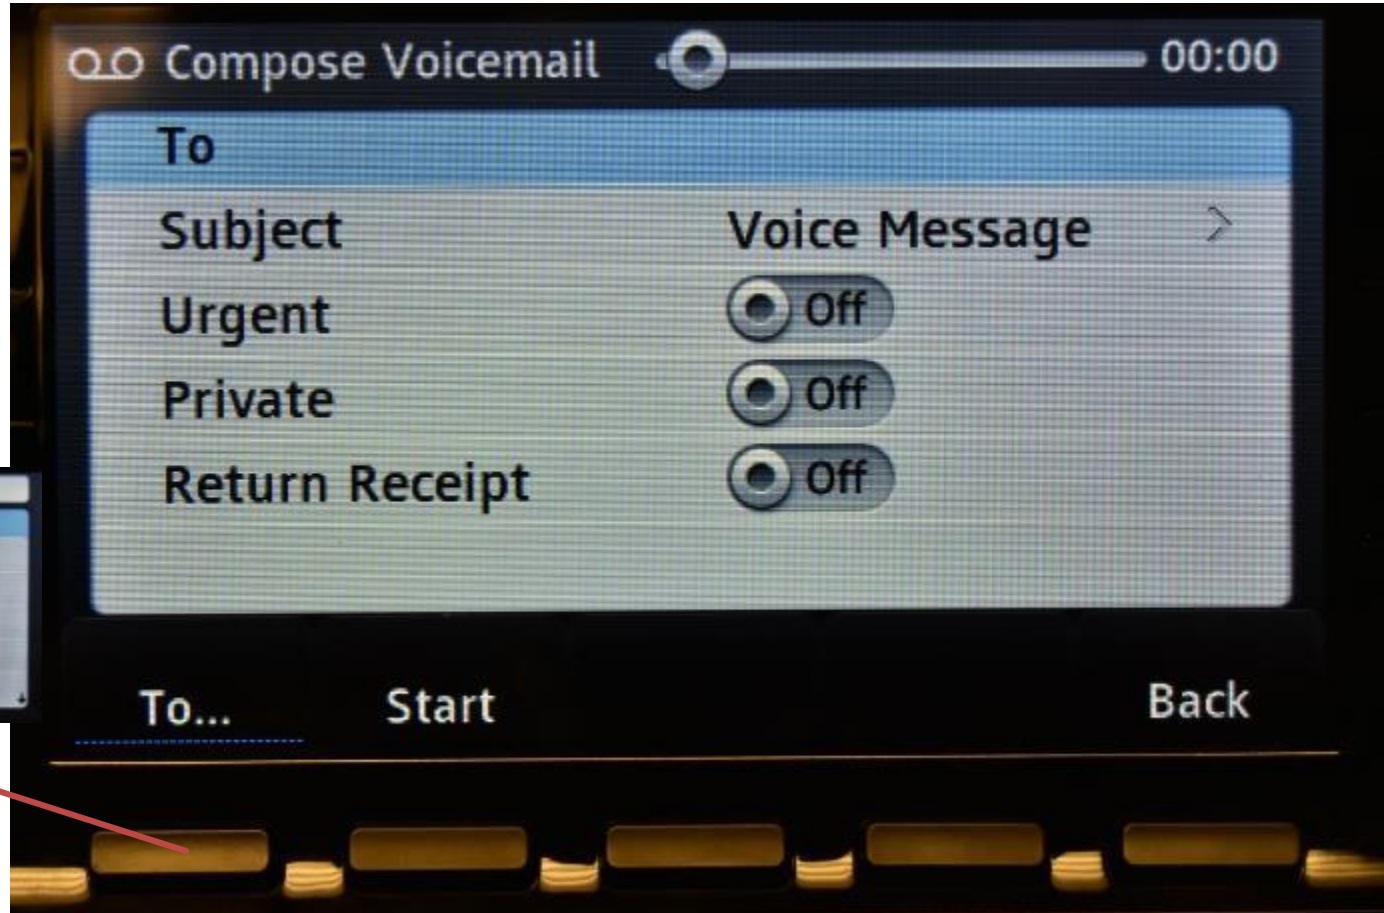 Compose Voicemail 00:00
To
Subject Voice Message
Urgent Off
Private Off
Return Receipt Off
To... Start Back